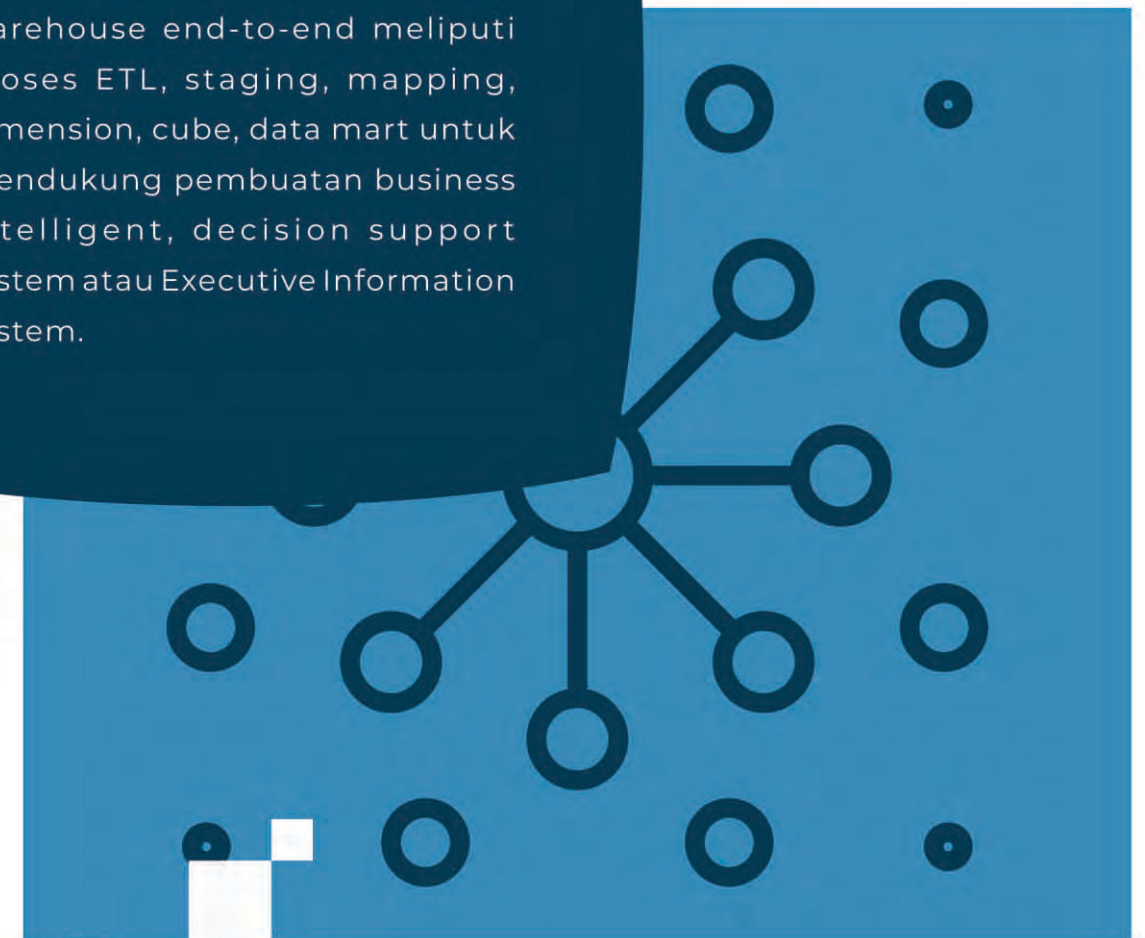 arehouse end-to-end meliputi
oses ETL, staging, mapping,
mension, cube, data mart untuk
endukung pembuatan business
telligent, decision support
stem atau Executive Information
stem.